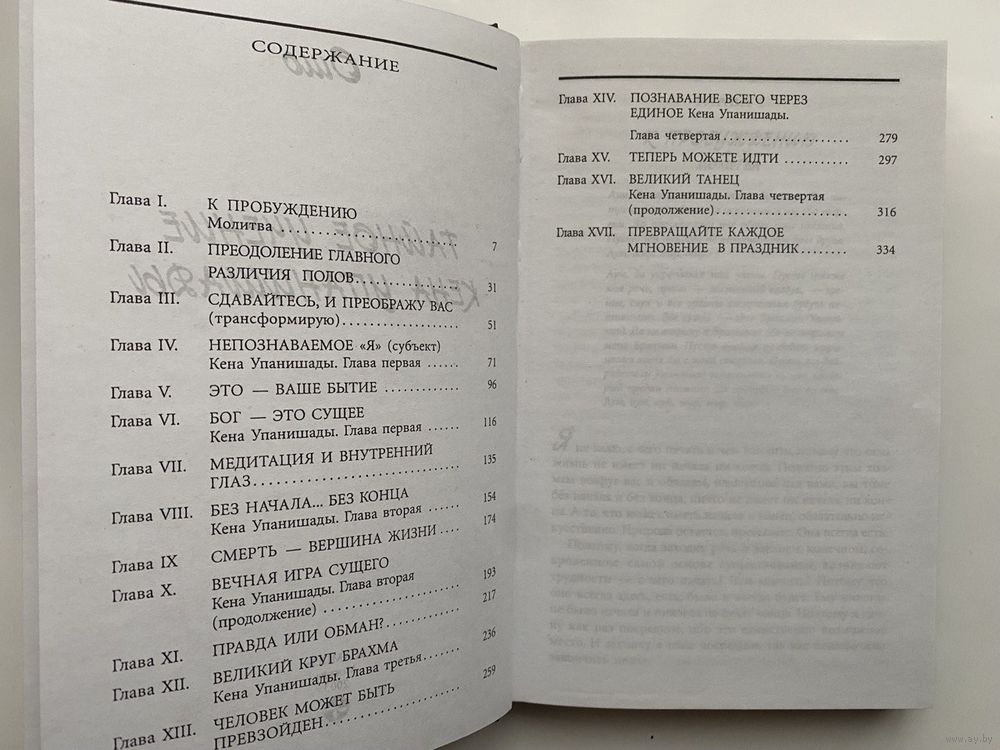 СОДЕРЖАНИЕ
Глава I. К ПРОБУЖДЕНИЮ
Молитва .................... 7
Глава II. ПРЕОДОЛЕНИЕ ГЛАВНОГО
РАЗЛИЧИЯ ПОЛОВ .............. 31
Глава III. СДАВАЙТЕСЬ, И ПРЕОБРАЖУ ВАС
(трансформирую) ................ 51
Глава IV. НЕПОЗНАВАЕМОЕ «Я» (субъект)
Кена Упанишады. Глава первая ...... 71
Глава V. ЭТО — ВАШЕ БЫТИЕ ............ 96
Глава VI. БОГ — ЭТО СУЩЕЕ
Кена Упанишады. Глава первая ...... 116
Глава VII. МЕДИТАЦИЯ И ВНУТРЕННИЙ
ГЛАЗ ........................... 135
Глава VIII. БЕЗ НАЧАЛА... БЕЗ КОНЦА
Кена Упанишады. Глава вторая ...... 154
Глава IX СМЕРТЬ — ВЕРШИНА ЖИЗНИ .... 174
Глава X. ВЕЧНАЯ ИГРА СУЩЕГО
Кена Упанишады. Глава вторая
(продолжение) .................. 193
Глава XI. ПРАВДА ИЛИ ОБМАН? ........... 217
Глава XII. ВЕЛИКИЙ КРУГ БРАХМА
Кена Упанишады. Глава третья ....... 236
Глава XIII. ЧЕЛОВЕК МОЖЕТ БЫТЬ
ПРЕВЗОЙДЕН .................... 259
Глава XIV. ПОЗНАВАНИЕ ВСЕГО ЧЕРЕЗ
ЕДИНОЕ Кена Упанишады.
Глава четвертая .................... 279
Глава XV. ТЕПЕРЬ МОЖЕТЕ ИДТИ .......... 297
Глава XVI. ВЕЛИКИЙ ТАНЕЦ
Кена Упанишады. Глава четвертая
(продолжение) ..................... 316
Глава XVII. ПРЕВРАЩАЙТЕ КАЖДОЕ
МГНОВЕНИЕ В ПРАЗДНИК ........ 334
www.ay.by